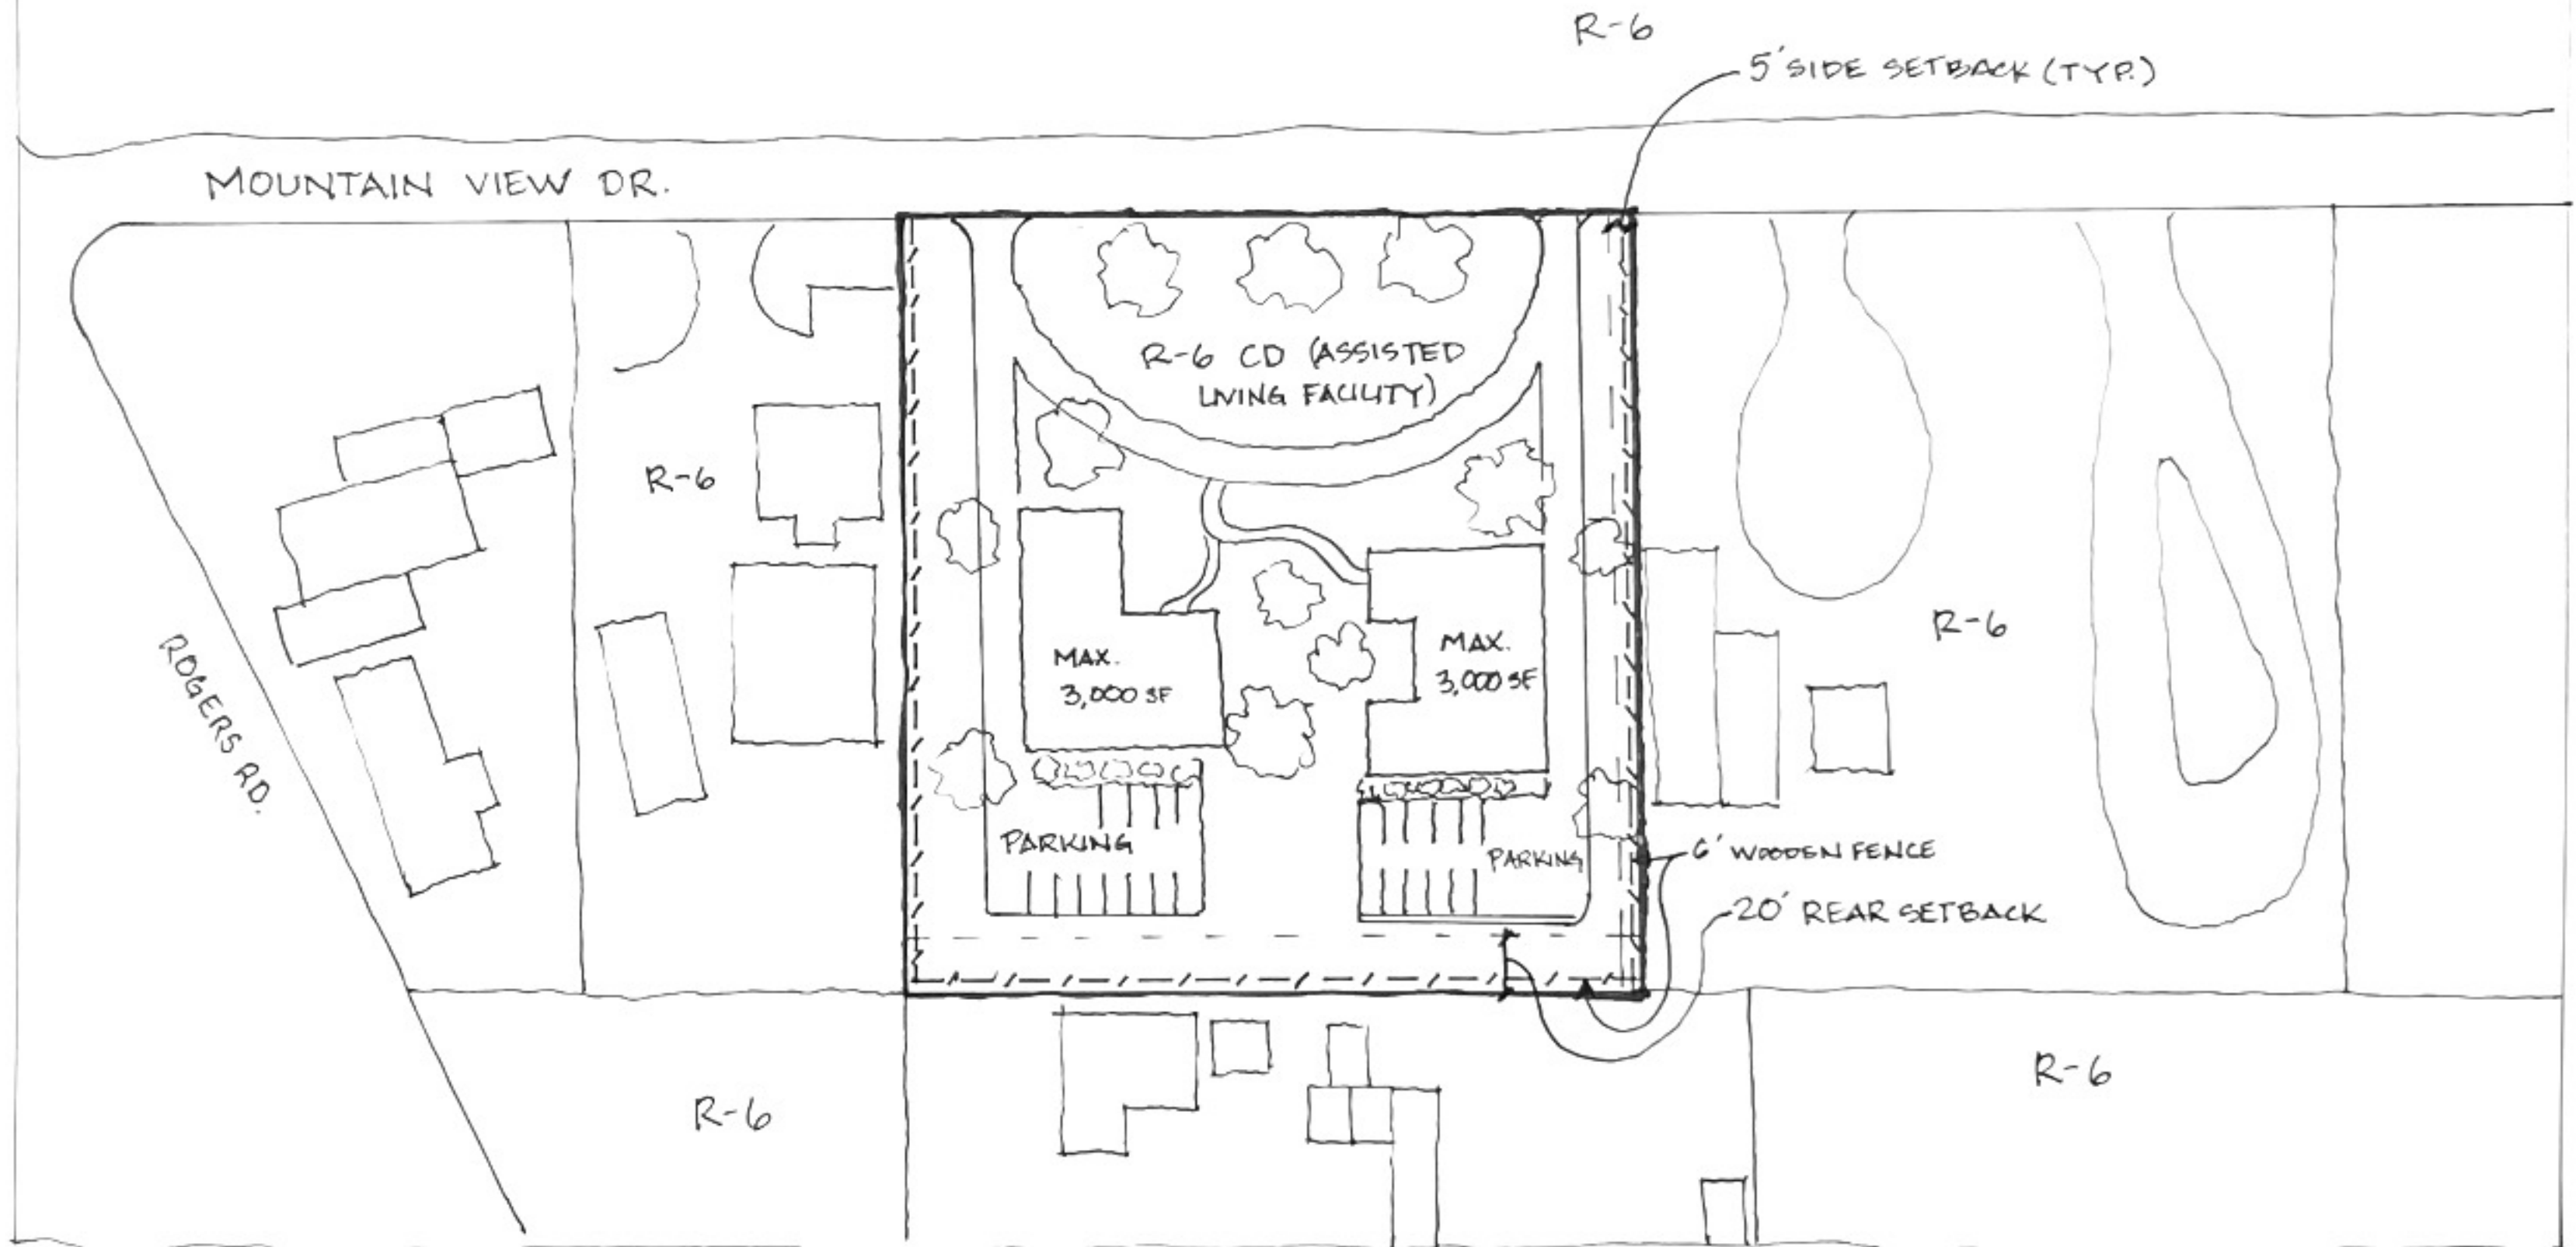 R-6
5' SIDE SETBACK (TYP.)
MOUNTAIN VIEW DR.
R-6 CD (ASSISTED
LIVING FACILITY)
R-6
R-6
MAX.
3,000 SF
MAX.
3,000 SF
ROGERS RD.
PARKING
PARKING
6' WOODEN FENCE
20' REAR SETBACK
R-6
R-6